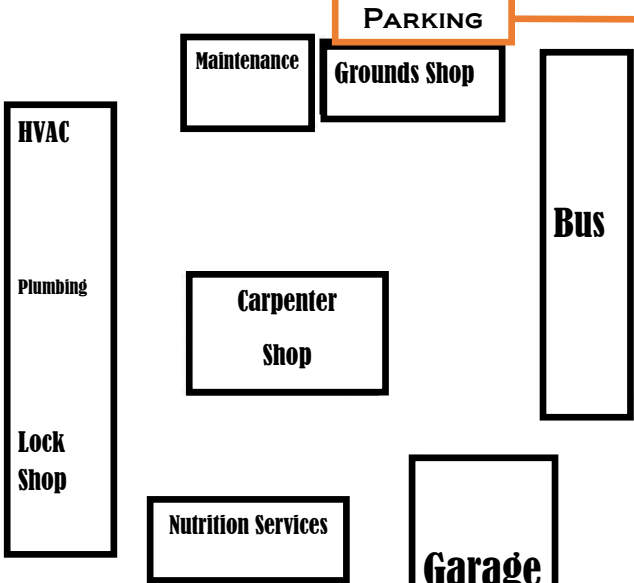 PARKING
Maintenance
Grounds Shop
HVAC
Bus
Plumbing
Carpenter
Shop
Lock
Shop
Nutrition Services
Garage